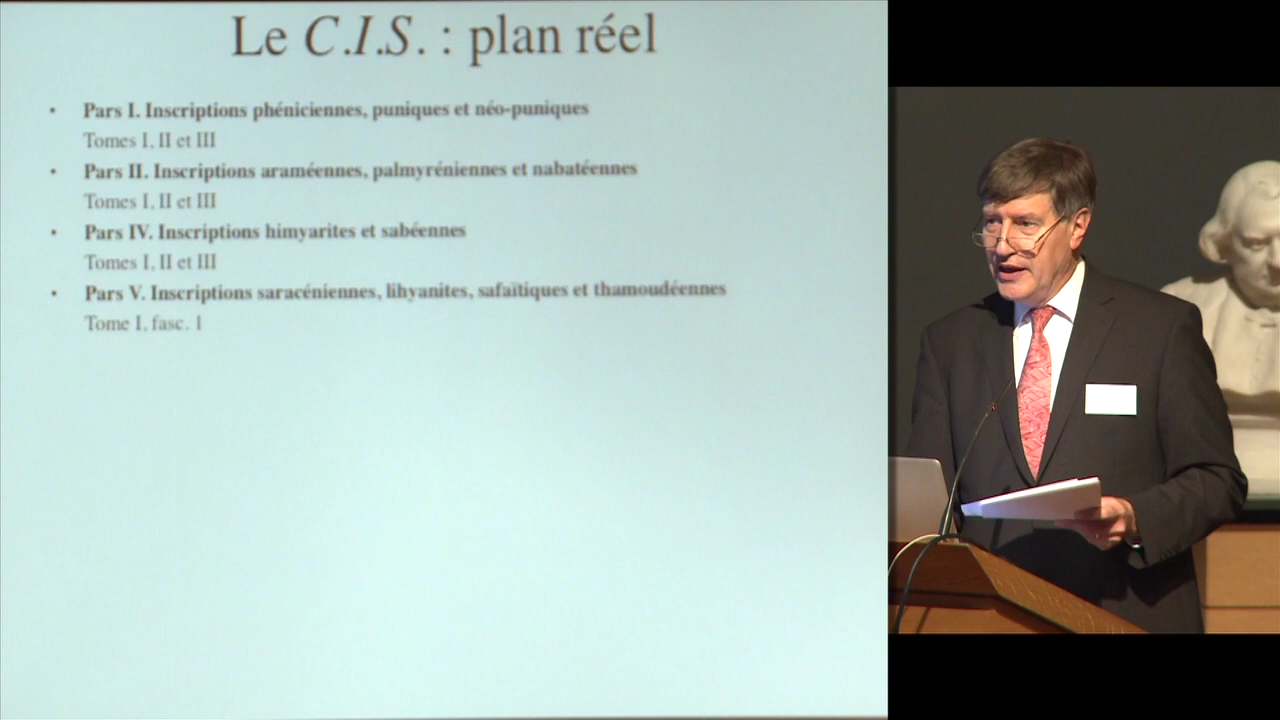 Le C.I.S. : plan réel
• Pars I. Inscriptions phéniciennes, puniques et néo-puniques
Tomes I, II et III
• Pars II. Inscriptions araméennes, palmyréniennes et nabatéennes
Tomes I, II et III
• Pars IV. Inscriptions himyarites et sabéennes
Tomes I, II et III
• Pars V. Inscriptions saracéniennes, lihyanites, safaïtiques et thamoudéennes
Tome I, fasc. I